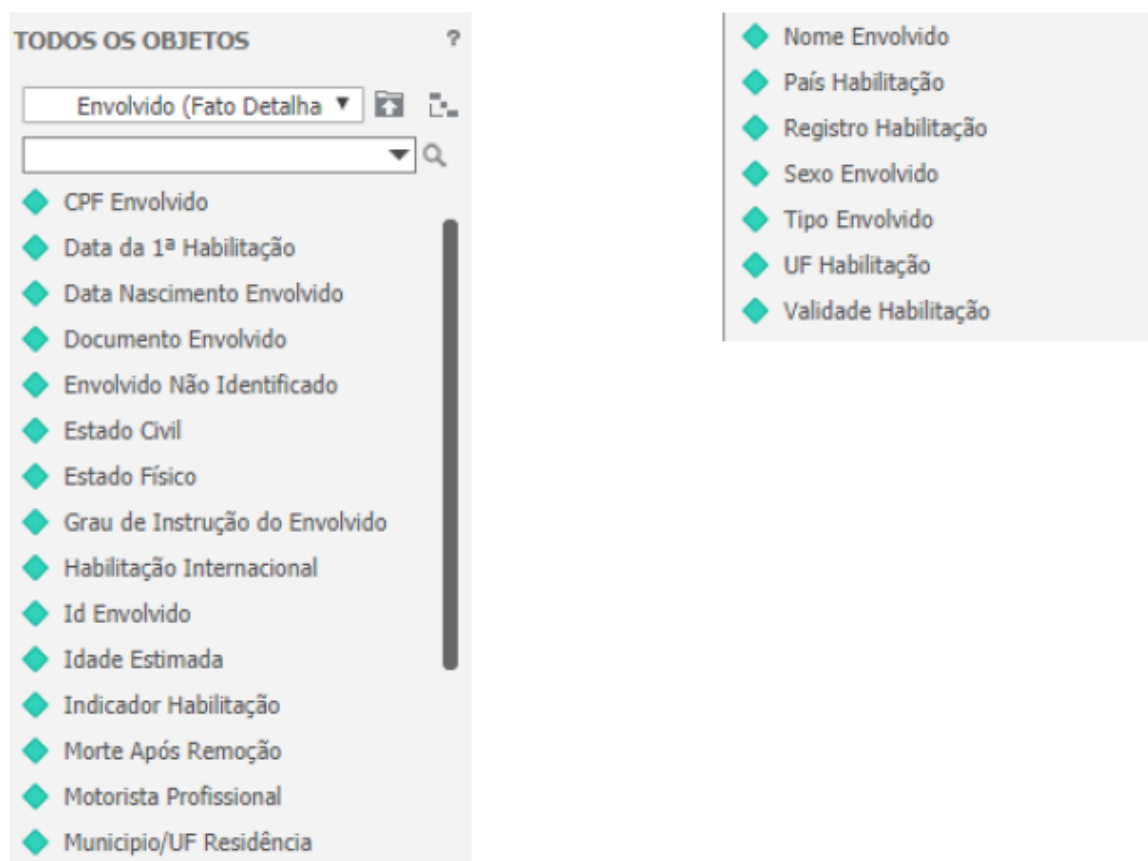 TODOS OS OBJETOS ?
Envolvido (Fato Detalha
CPF Envolvido
Data da 1ª Habilitação
Data Nascimento Envolvido
Documento Envolvido
Envolvido Não Identificado
Estado Civil
Estado Físico
Grau de Instrução do Envolvido
Habilitação Internacional
Id Envolvido
Idade Estimada
Indicador Habilitação
Morte Após Remoção
Motorista Profissional
Municipio/UF Residência
Nome Envolvido
País Habilitação
Registro Habilitação
Sexo Envolvido
Tipo Envolvido
UF Habilitação
Validade Habilitação